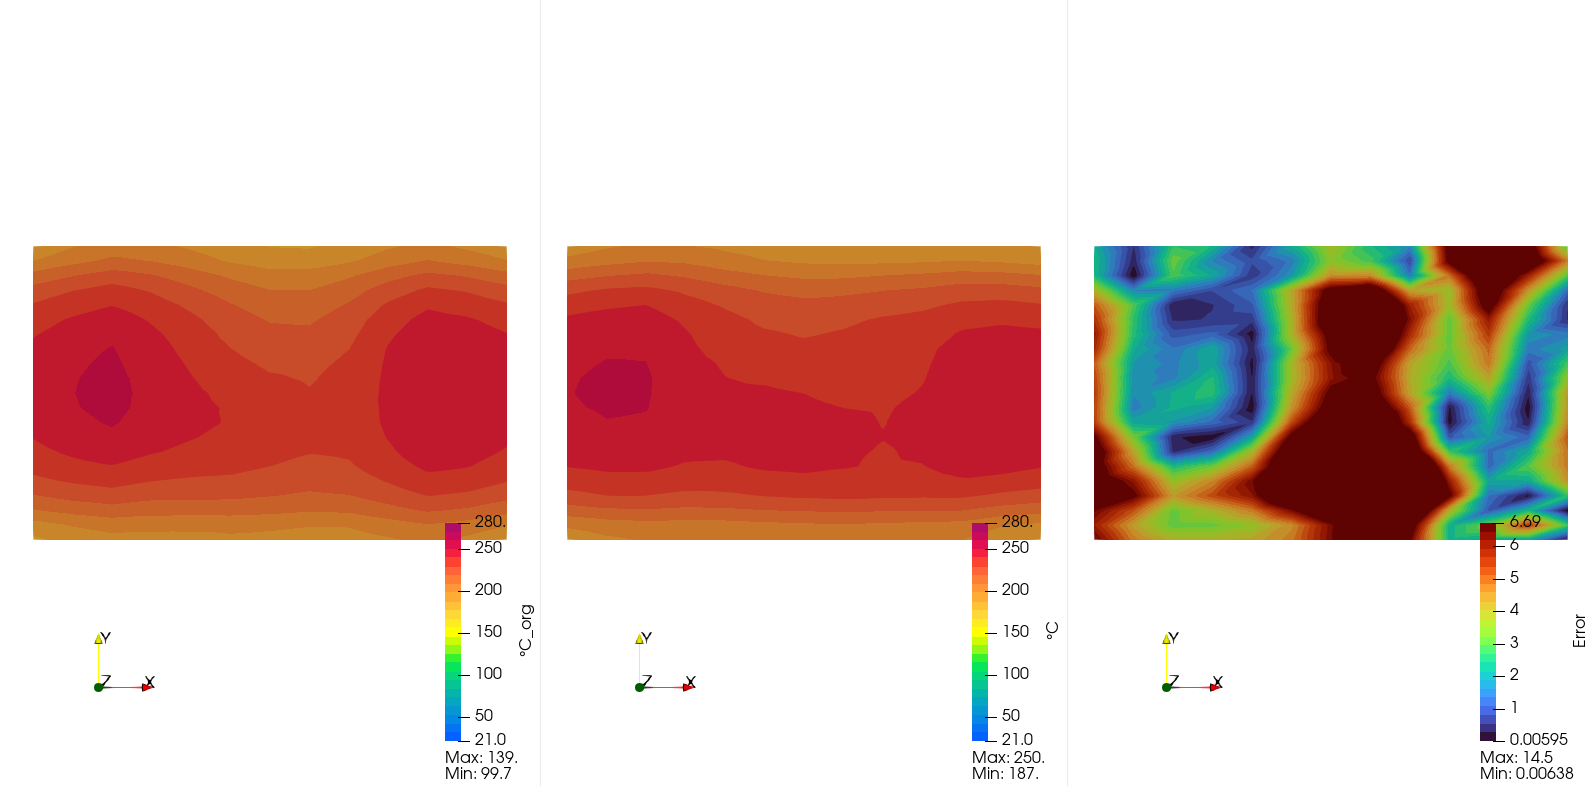 280.
250
200
150
100
50
21.0
°C_org
Max: 139.
Min: 99.7
Y
Z
X
280.
250
200
150
100
50
21.0
°C
Max: 250.
Min: 187.
Y
Z
X
6.69
6
5
4
3
2
1
0.00595
Error
Max: 14.5
Min: 0.00638
Y
Z
X